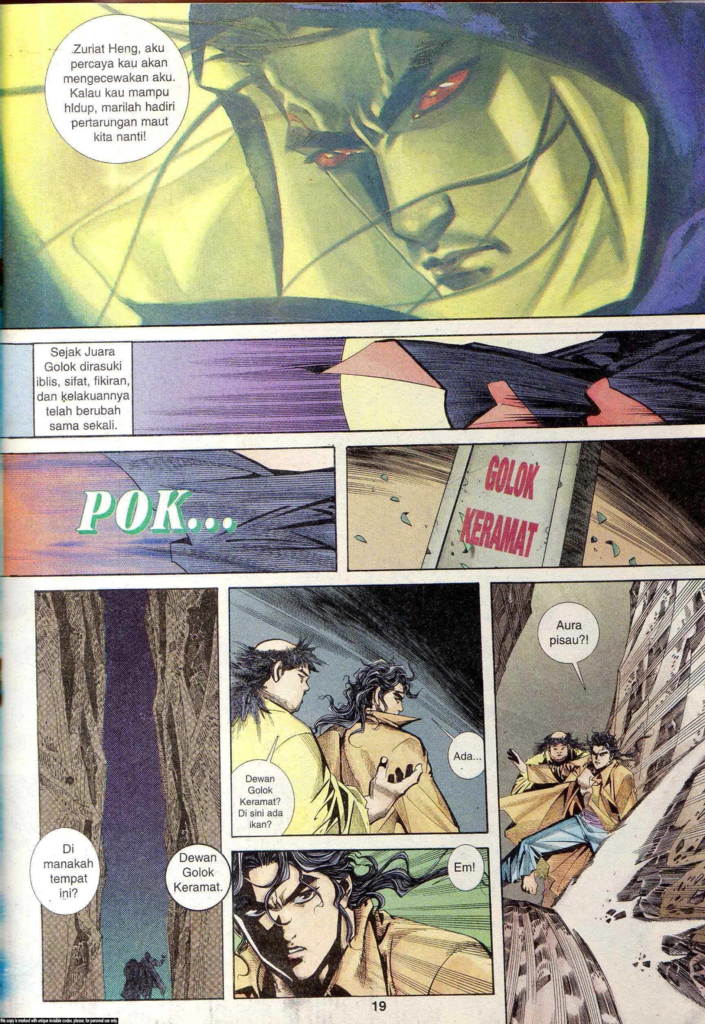 Zuriat Heng, aku
percaya kau akan
mengecewakan aku.
Kalau kau mampu
hidup, marilah hadiri
pertarungan maut
kita nanti!
Sejak Juara
Golok dirasuki
iblis, sifat, fikiran,
dan kelakuannya
telah berubah
sama sekali.
POK...
GOLOK
KERAMAT
Di
manakah
tempat
ini?
Dewan
Golok
Keramat.
Dewan
Golok
Keramat?
Di sini ada
ikan?
Ada...
Em!
Aura
pisau?!
19